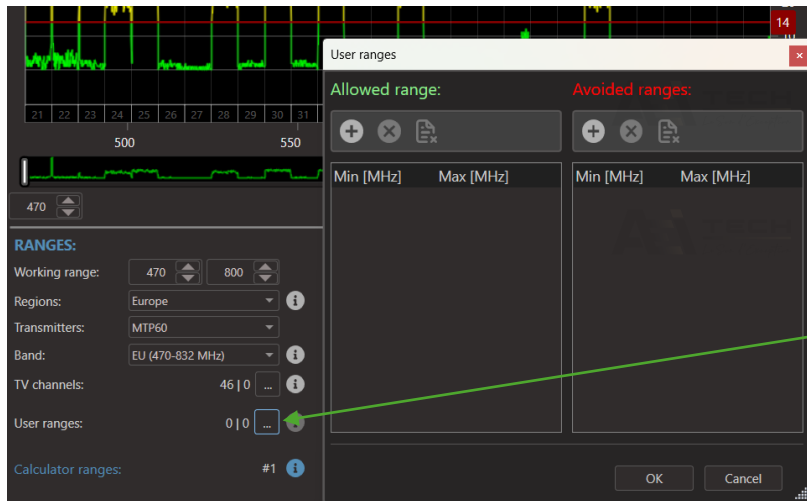 14
21 22 23 24 25 26 27 28 29 30 31
500 550
470
RANGES:
Working range: 470 800
Regions: Europe
Transmitters: MTP60
Band: EU (470-832 MHz)
TV channels: 46 | 0 ...
User ranges: 0 | 0 ...
Calculator ranges: #1
User ranges
Allowed range: Avoided ranges:
Min [MHz] Max [MHz] Min [MHz] Max [MHz]
OK Cancel